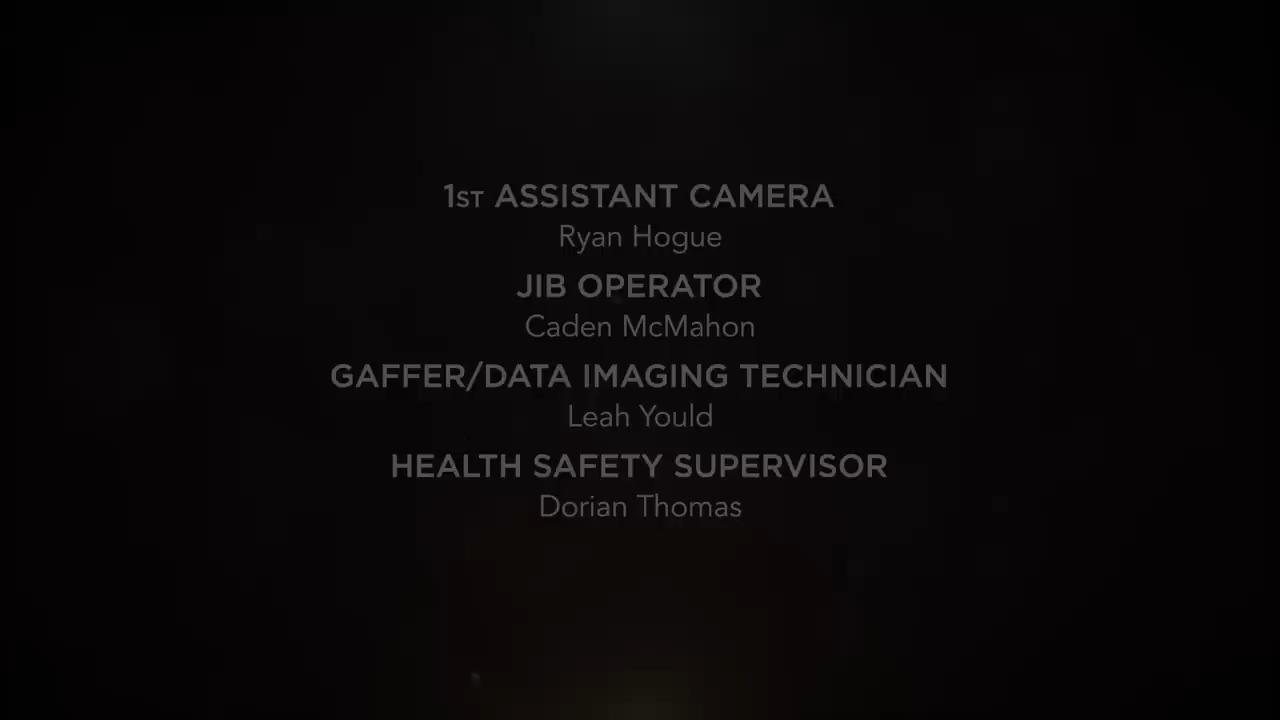 1ST ASSISTANT CAMERA
Ryan Hogue
JIB OPERATOR
Caden McMahon
GAFFER/DATA IMAGING TECHNICIAN
Leah Yould
HEALTH SAFETY SUPERVISOR
Dorian Thomas